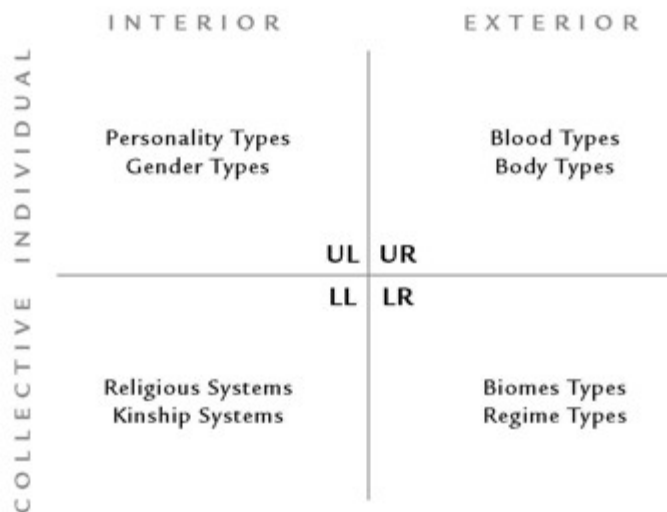 INTERIOR EXTERIOR
INDIVIDUAL
Personality Types
Gender Types
Blood Types
Body Types
UL UR
LL LR
COLLECTIVE
Religious Systems
Kinship Systems
Biomes Types
Regime Types